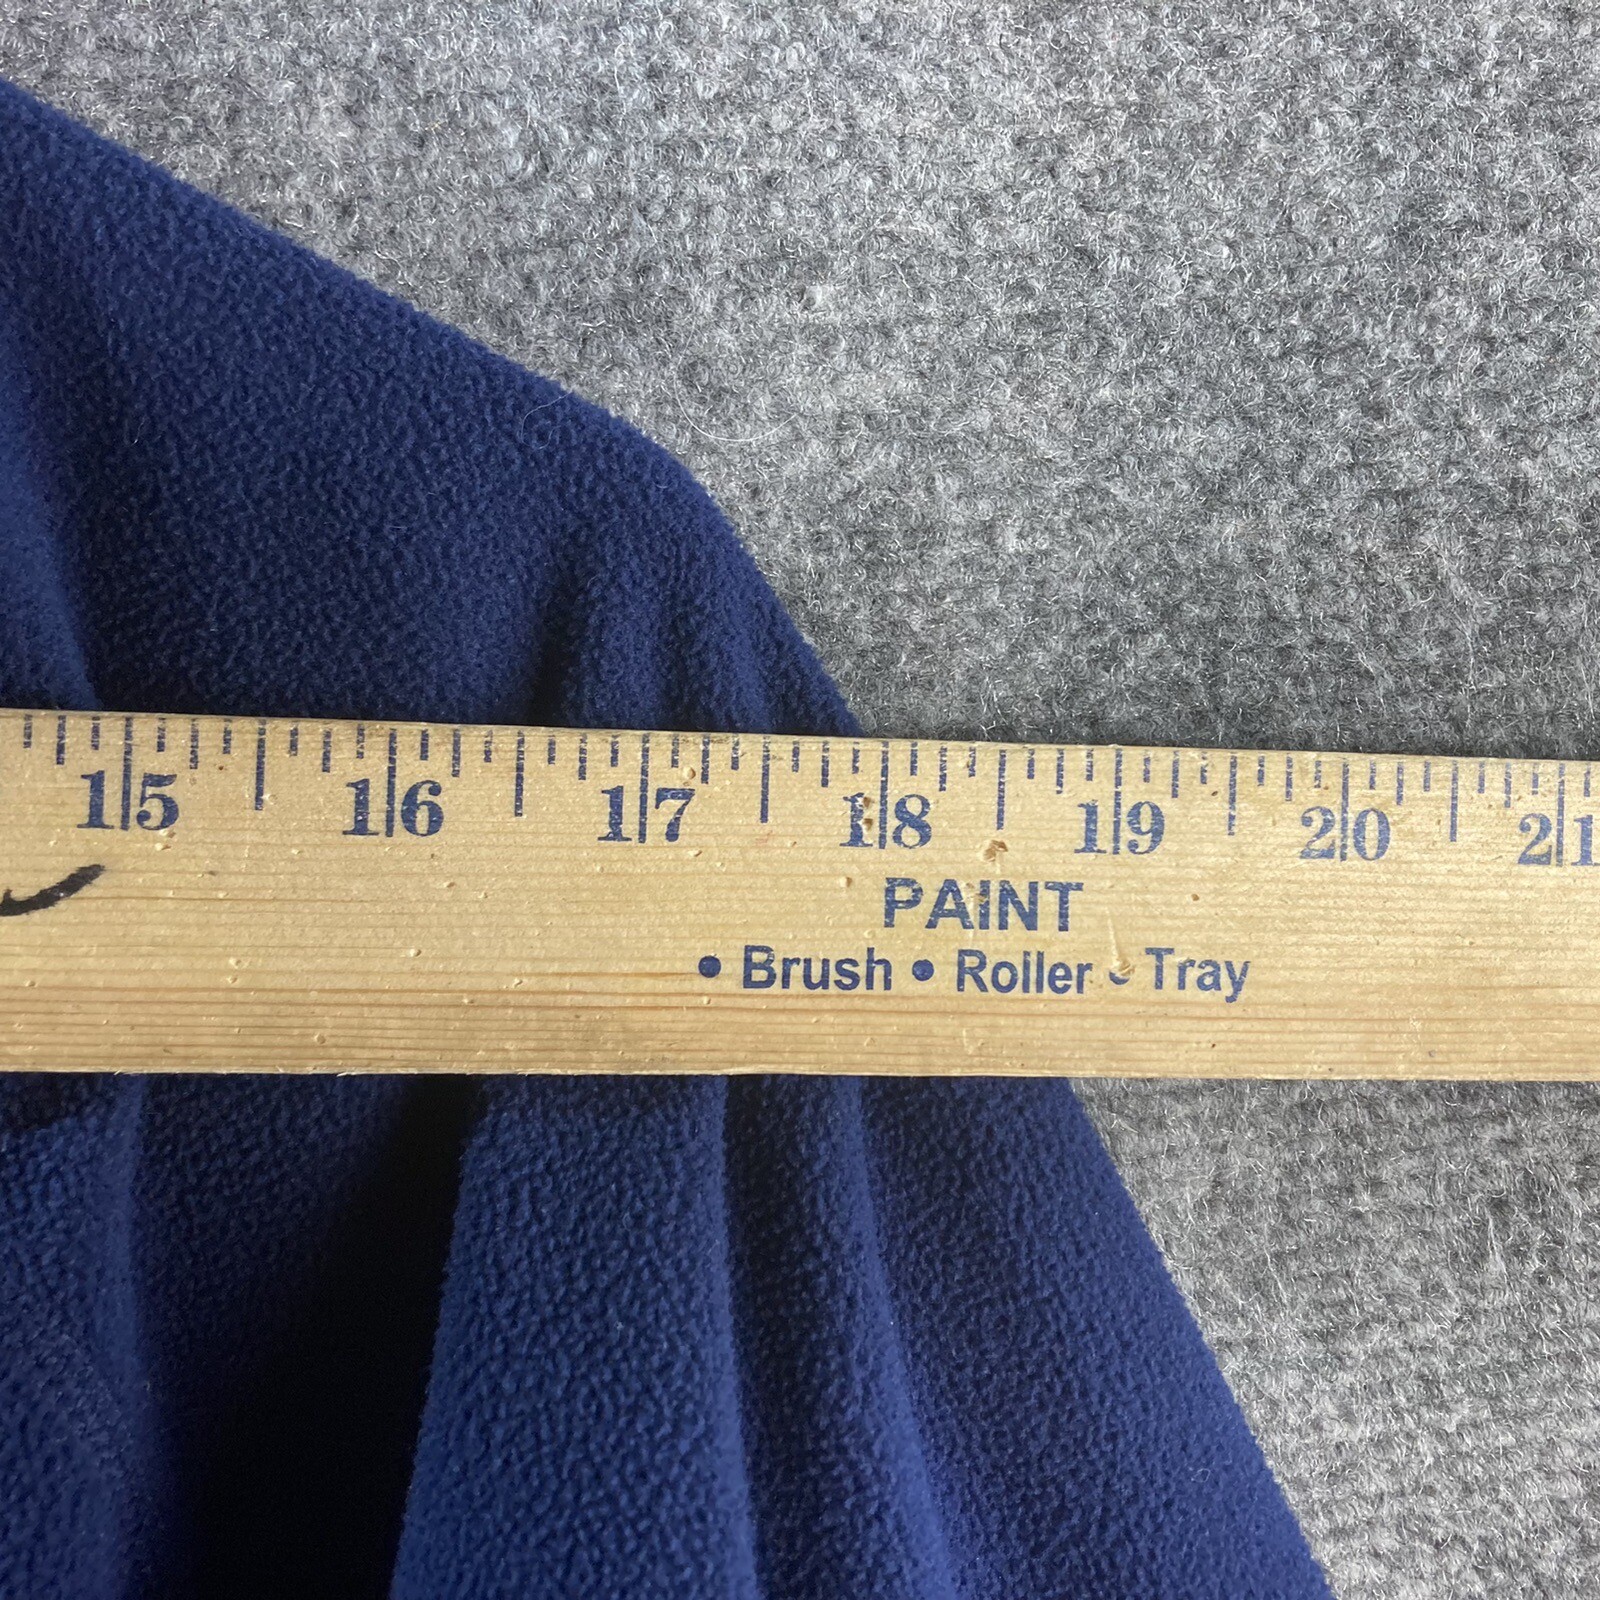 15 16 17 18 19 20 21
PAINT
• Brush • Roller • Tray